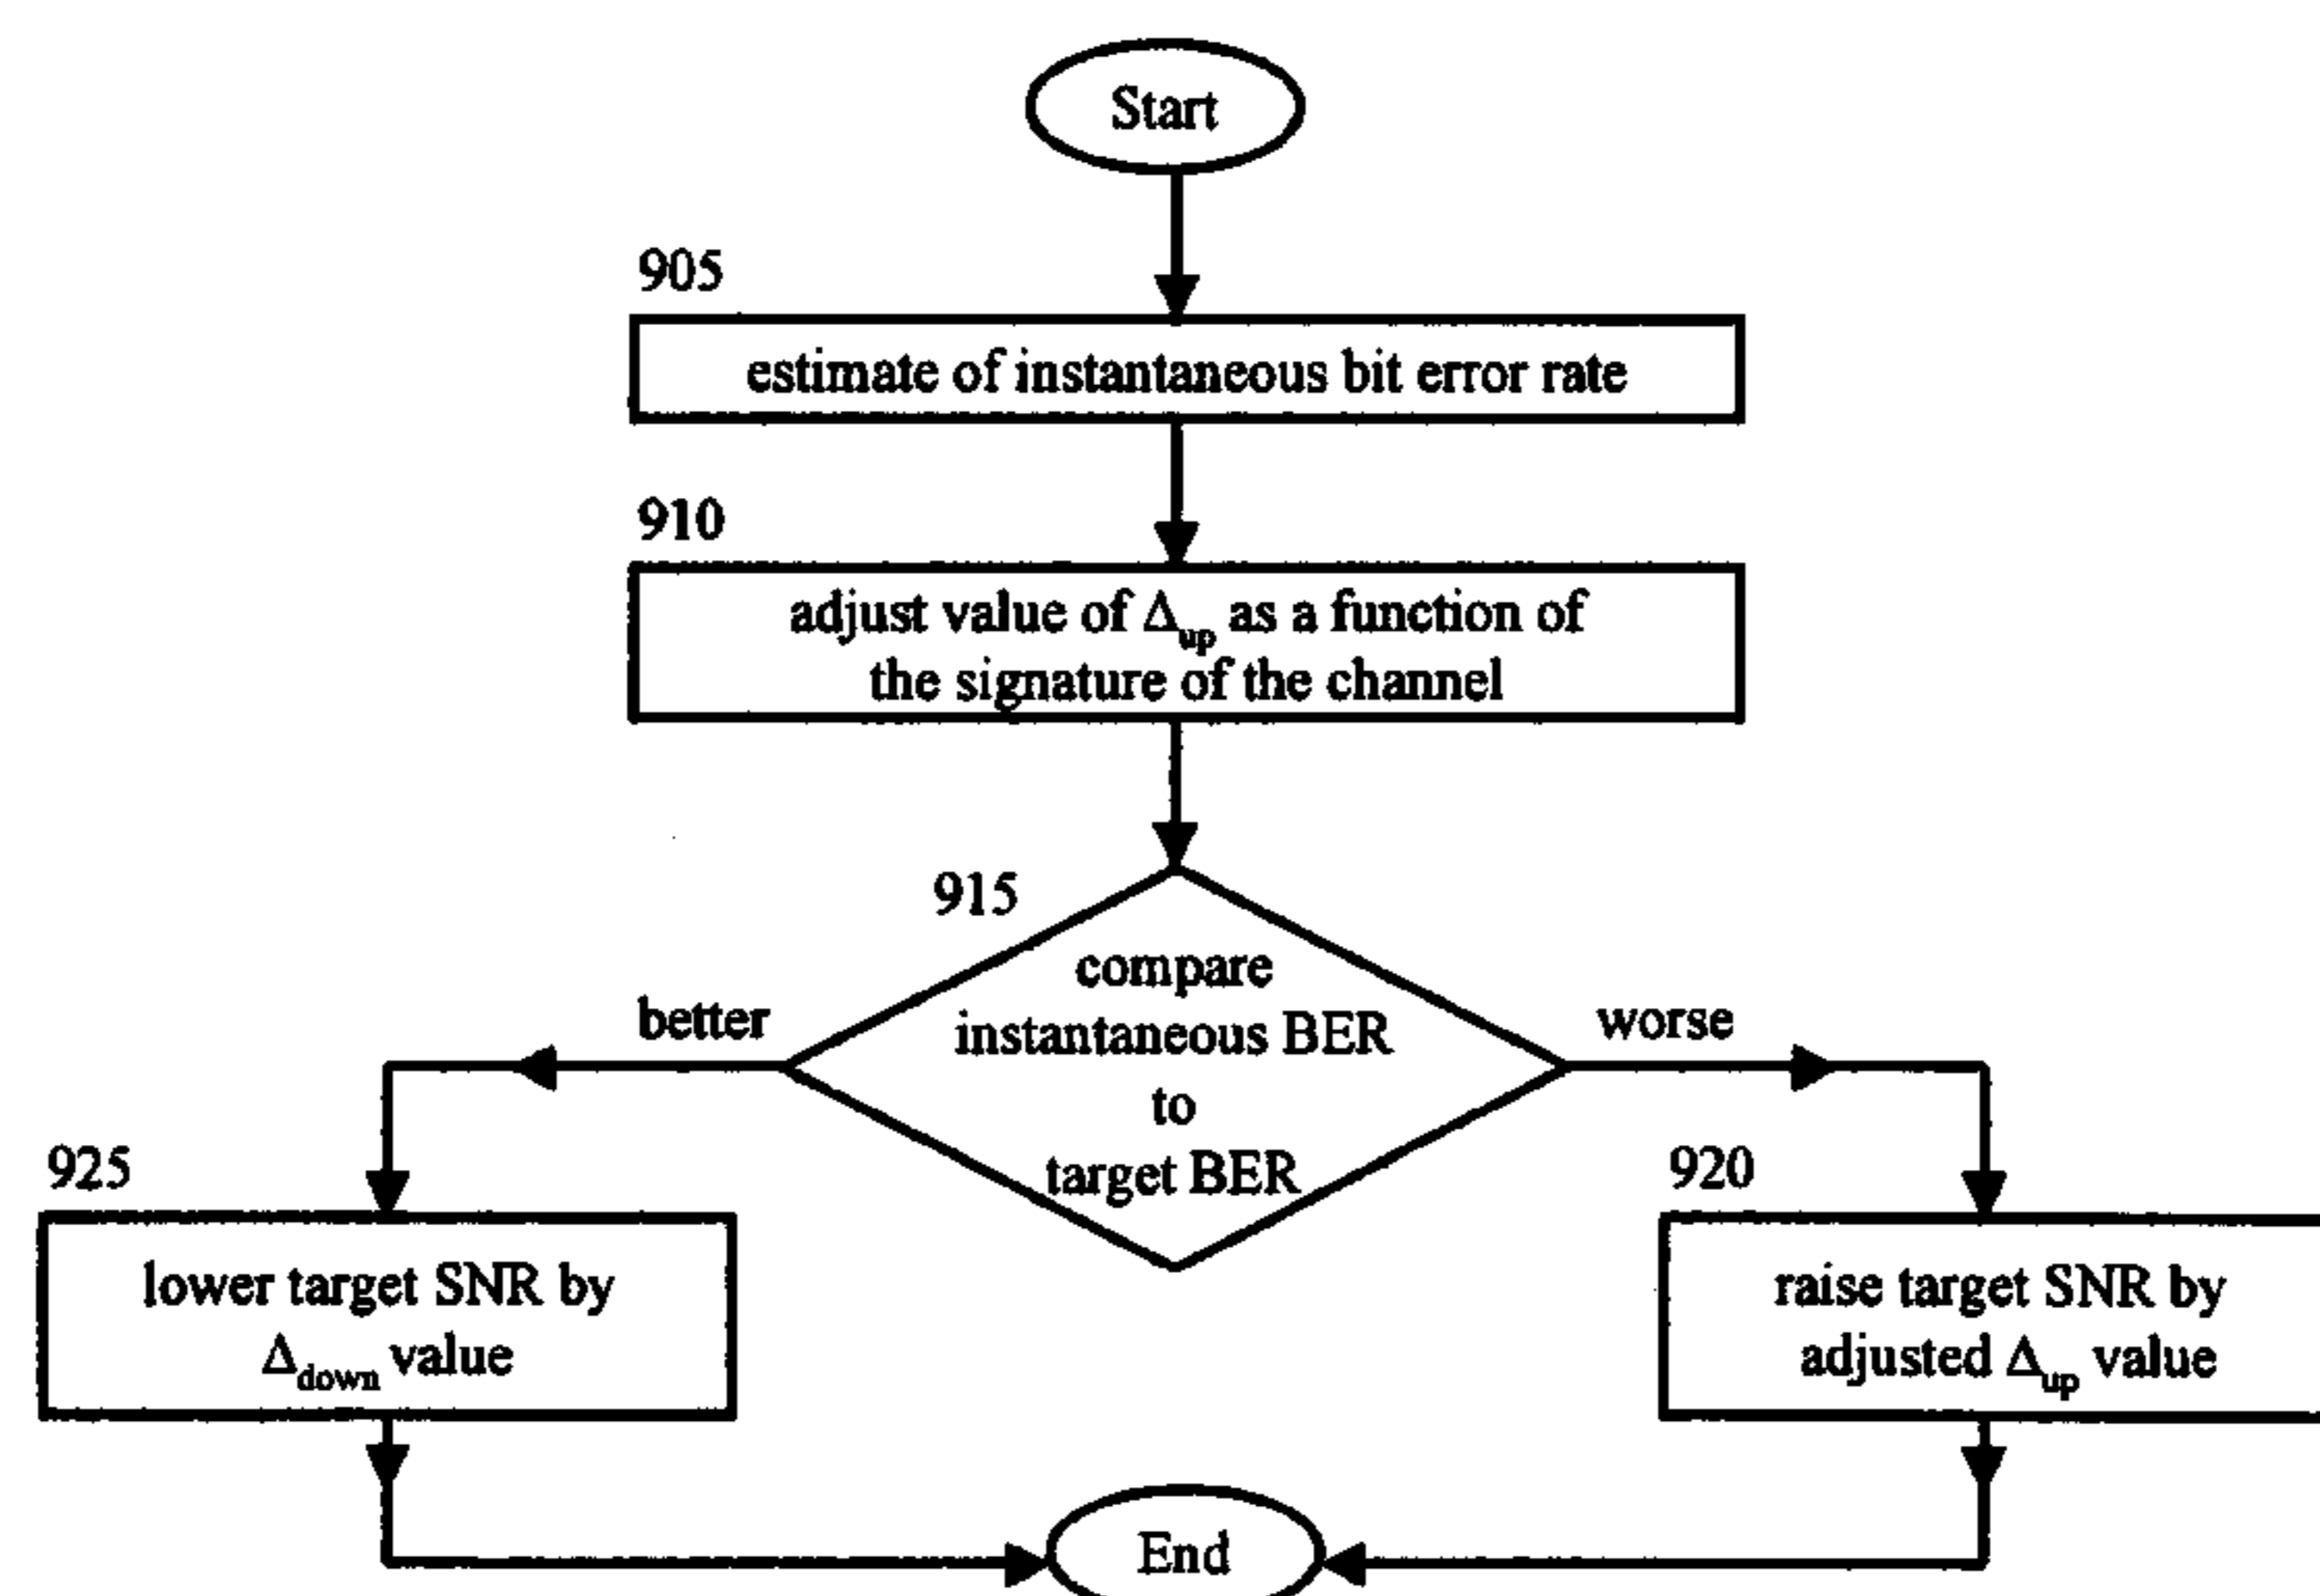 Start
905
estimate of instantaneous bit error rate
910
adjust value of Δup as a function of
the signature of the channel
915
compare
instantaneous BER
to
target BER
better
worse
925
lower target SNR by
Δdown value
920
raise target SNR by
adjusted Δup value
End